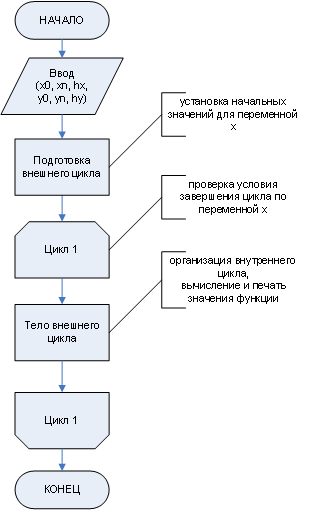 НАЧАЛО
Ввод
(x0, xn, hx,
y0, yn, hy)
установка начальных
значений для переменной
x
Подготовка
внешнего цикла
проверка условия
завершения цикла по
переменной x
Цикл 1
организация внутреннего
цикла,
вычисление и печать
значения функции
Тело внешнего
цикла
Цикл 1
КОНЕЦ